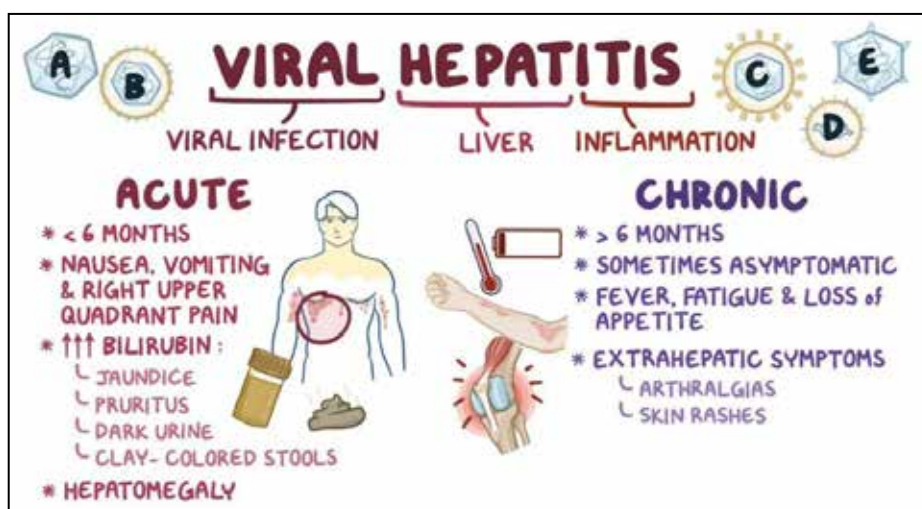 A
B
VIRAL HEPATITIS
C
E
D
VIRAL INFECTION
LIVER
INFLAMMATION
ACUTE
* < 6 MONTHS
* NAUSEA, VOMITING
& RIGHT UPPER
QUADRANT PAIN
* ↑↑↑ BILIRUBIN :
JAUNDICE
PRURITUS
DARK URINE
CLAY-COLORED STOOLS
* HEPATOMEGALY
CHRONIC
* > 6 MONTHS
* SOMETIMES ASYMPTOMATIC
* FEVER, FATIGUE & LOSS of
APPETITE
* EXTRAHEPATIC SYMPTOMS
ARTHRALGIAS
SKIN RASHES